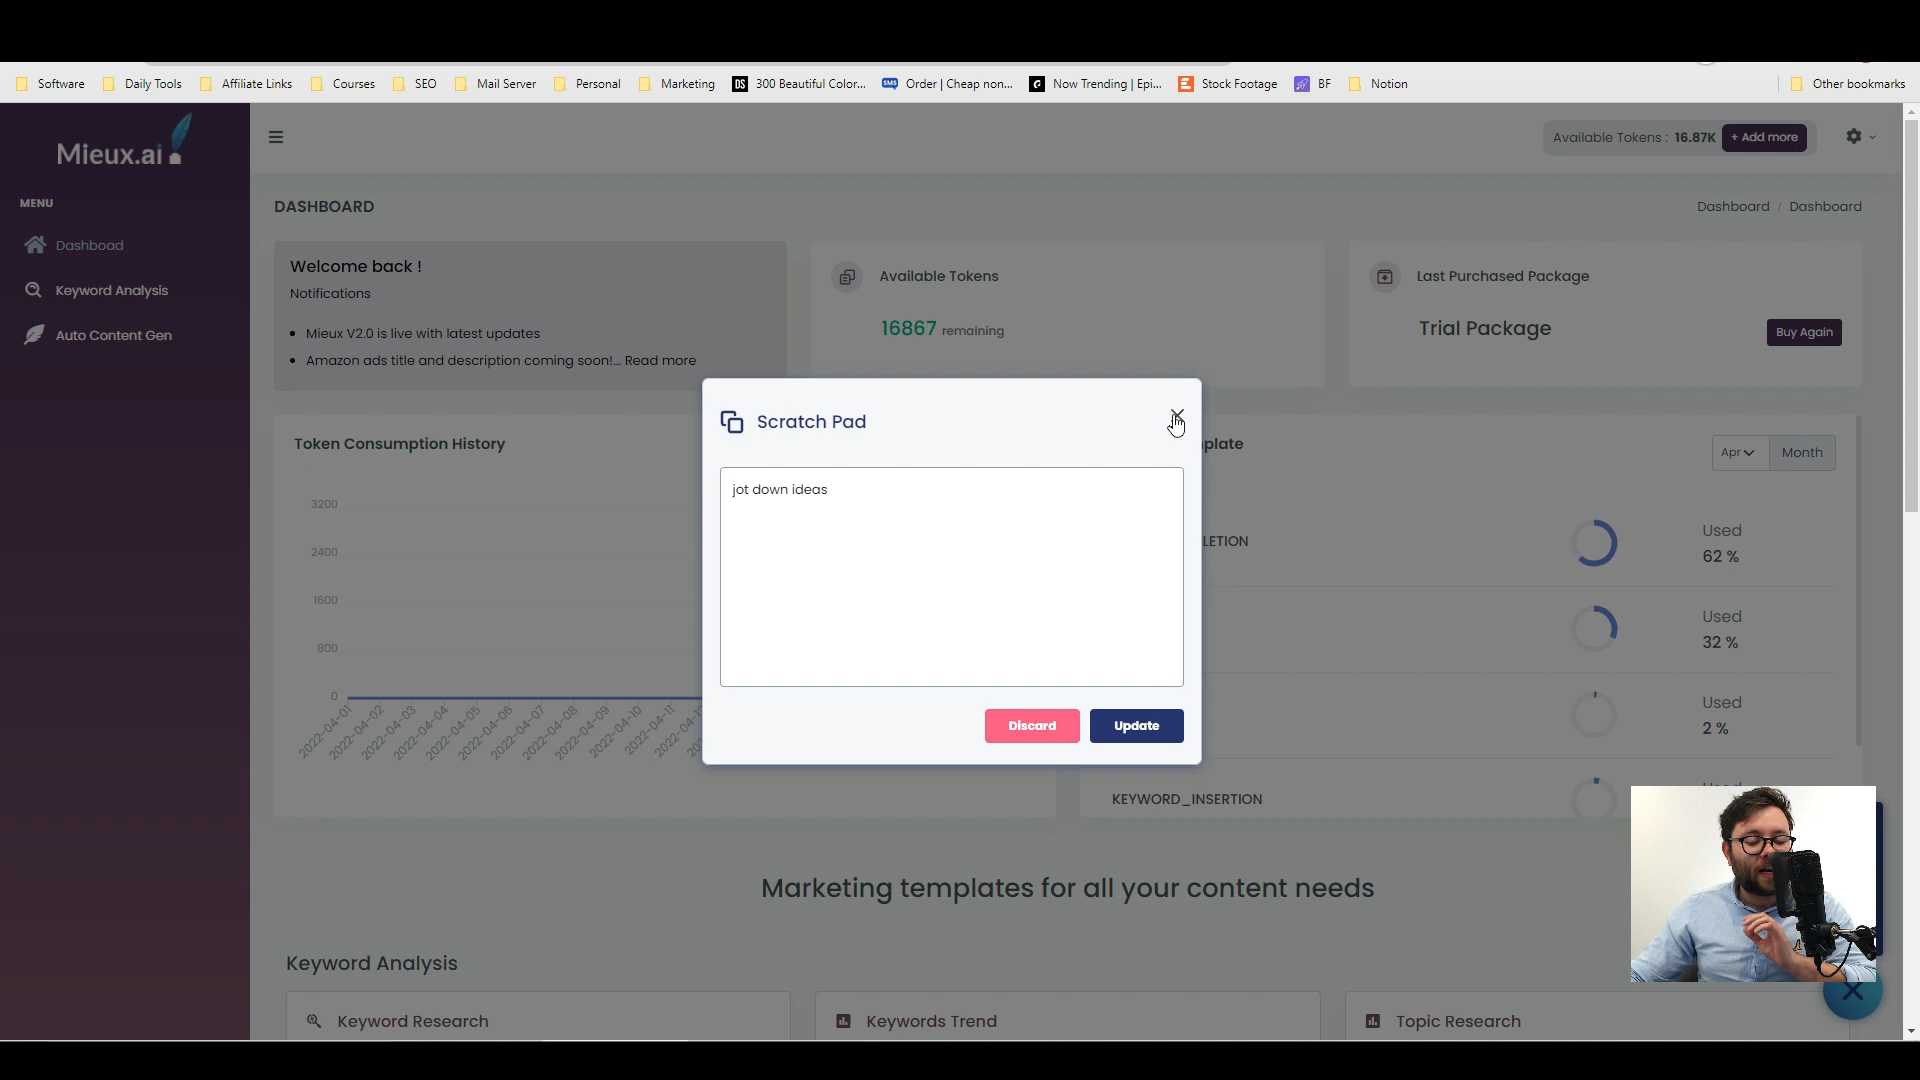 Software
Daily Tools
Affiliate Links
Courses
SEO
Mail Server
Personal
Marketing
DS 300 Beautiful Color...
SMS Order | Cheap non...
Now Trending | Epi...
Stock Footage
BF
Notion
Other bookmarks
Mieux.ai
Available Tokens : 16.87K + Add more
MENU
Dashboad
Keyword Analysis
Auto Content Gen
DASHBOARD
Dashboard / Dashboard
Welcome back !
Notifications
Mieux V2.0 is live with latest updates
Amazon ads title and description coming soon!... Read more
Available Tokens
16867 remaining
Last Purchased Package
Trial Package
Buy Again
Scratch Pad
jot down ideas
Discard
Update
Token Consumption History
3200
2400
1600
800
0
2022-04-01
2022-04-02
2022-04-03
2022-04-04
2022-04-05
2022-04-06
2022-04-07
2022-04-08
2022-04-09
2022-04-10
2022-04-11
plate
Apr
Month
LETION
Used
62 %
Used
32 %
Used
2 %
KEYWORD_INSERTION
Marketing templates for all your content needs
Keyword Analysis
Keyword Research
Keywords Trend
Topic Research